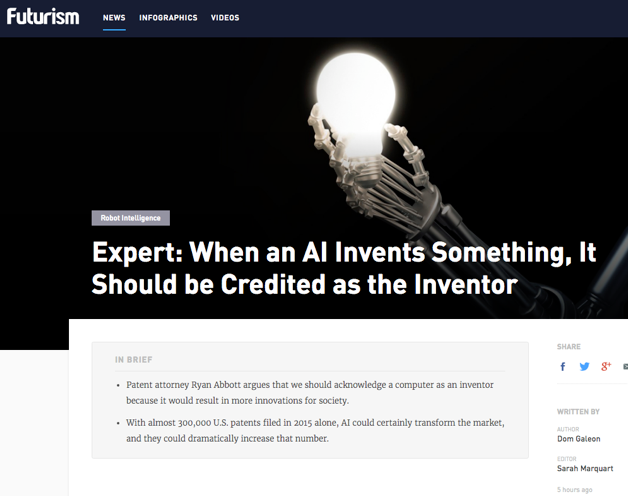 Futurism
NEWS
INFOGRAPHICS
VIDEOS
Robot Intelligence
Expert: When an AI Invents Something, It
Should be Credited as the Inventor
IN BRIEF
• Patent attorney Ryan Abbott argues that we should acknowledge a computer as an inventor
because it would result in more innovations for society.
• With almost 300,000 U.S. patents filed in 2015 alone, AI could certainly transform the market,
and they could dramatically increase that number.
SHARE
WRITTEN BY
AUTHOR
Dom Galeon
EDITOR
Sarah Marquart
5 hours ago